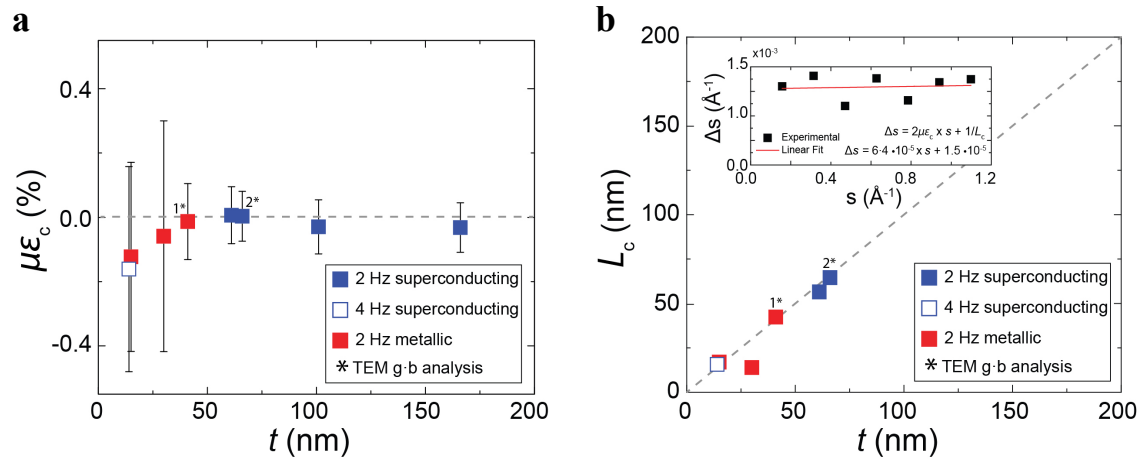 a
με_c (%)
0.4
0.0
-0.4
1*
2*
2 Hz superconducting
4 Hz superconducting
2 Hz metallic
* TEM g·b analysis
0
50
100
150
200
t (nm)
b
L_c (nm)
200
150
100
50
0
x10⁻³
1.5
1.0
0.0
Δs (Å⁻¹)
Experimental
Linear Fit
Δs = 2με_c x s + 1/L_c
Δs = 6·4 •10⁻⁵ x s + 1.5 •10⁻⁵
0.0
0.4
0.8
1.2
s (Å⁻¹)
1*
2*
2 Hz superconducting
4 Hz superconducting
2 Hz metallic
* TEM g·b analysis
0
50
100
150
200
t (nm)